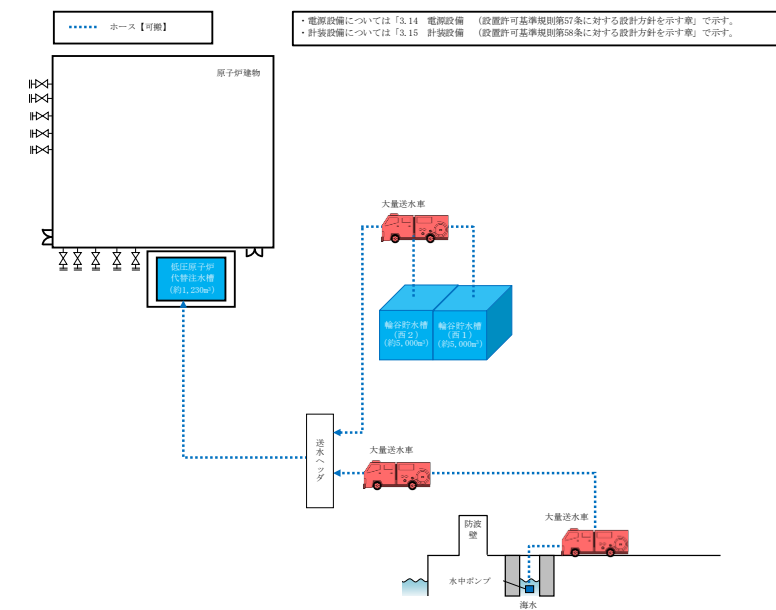 ホース【可搬】
・電源設備については「3.14 電源設備 (設置許可基準規則第57条に対する設計方針を示す章」で示す。
・計装設備については「3.15 計装設備 (設置許可基準規則第58条に対する設計方針を示す章」で示す。
原子炉建物
低圧原子炉
代替注水槽
(約1,230m³)
大量送水車
輪谷貯水槽
(西2)
(約5,000m³)
輪谷貯水槽
(西1)
(約5,000m³)
送水ヘッダ
大量送水車
大量送水車
防波
壁
水中ポンプ
海水